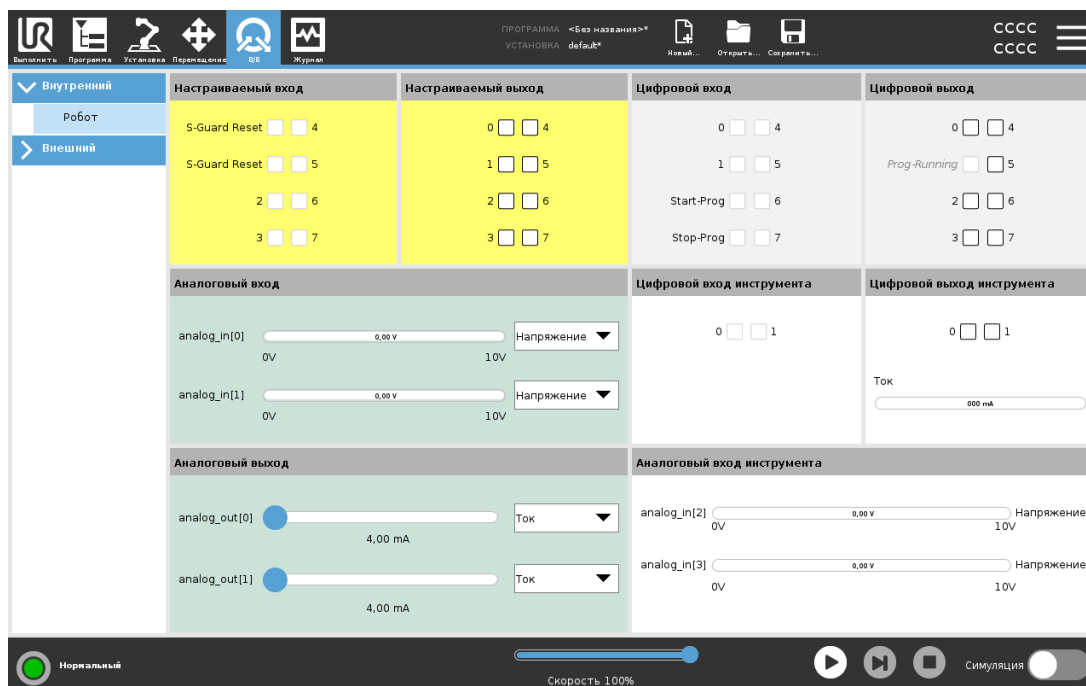 ПРОГРАММА <Без названия>*
УСТАНОВКА default*
CCCC
CCCC
Выполнить Программа Установка Перемещение В/В Журнал
Новый... Открыть... Сохранить...
Внутренний
Робот
Внешний
Настраиваемый вход
S-Guard Reset 4
S-Guard Reset 5
2 6
3 7
Настраиваемый выход
0 4
1 5
2 6
3 7
Цифровой вход
0 4
1 5
Start-Prog 6
Stop-Prog 7
Цифровой выход
0 4
Prog-Running 5
2 6
3 7
Аналоговый вход
analog_in[0] 0,00 V Напряжение
0V 10V
analog_in[1] 0,00 V Напряжение
0V 10V
Цифровой вход инструмента
0 1
Цифровой выход инструмента
0 1
Ток
000 mA
Аналоговый выход
analog_out[0] Ток
4,00 mA
analog_out[1] Ток
4,00 mA
Аналоговый вход инструмента
analog_in[2] 0,00 V Напряжение
0V 10V
analog_in[3] 0,00 V Напряжение
0V 10V
Нормальный
Скорость 100%
Симуляция